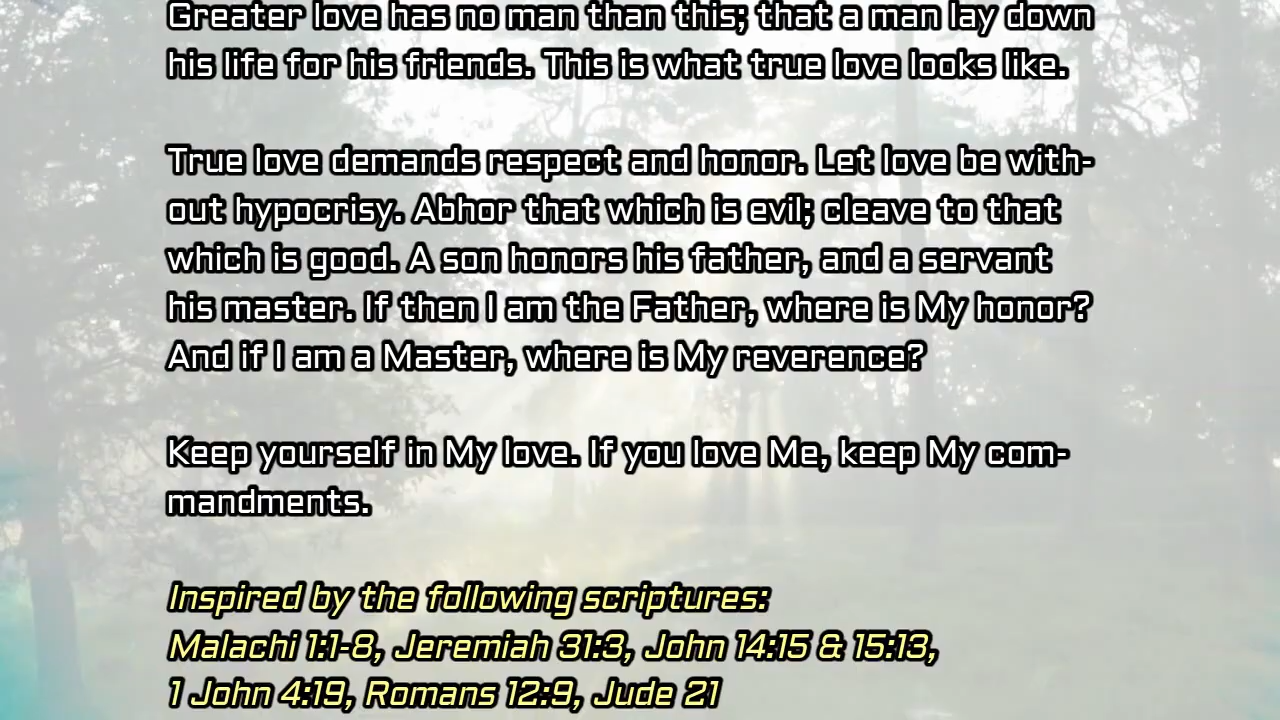 Greater love has no man than this; that a man lay down
his life for his friends. This is what true love looks like.
True love demands respect and honor. Let love be with-
out hypocrisy. Abhor that which is evil; cleave to that
which is good. A son honors his father, and a servant
his master. If then I am the Father, where is My honor?
And if I am a Master, where is My reverence?
Keep yourself in My love. If you love Me, keep My com-
mandments.
Inspired by the following scriptures:
Malachi 1:1-8, Jeremiah 31:3, John 14:15 & 15:13,
1 John 4:19, Romans 12:9, Jude 21